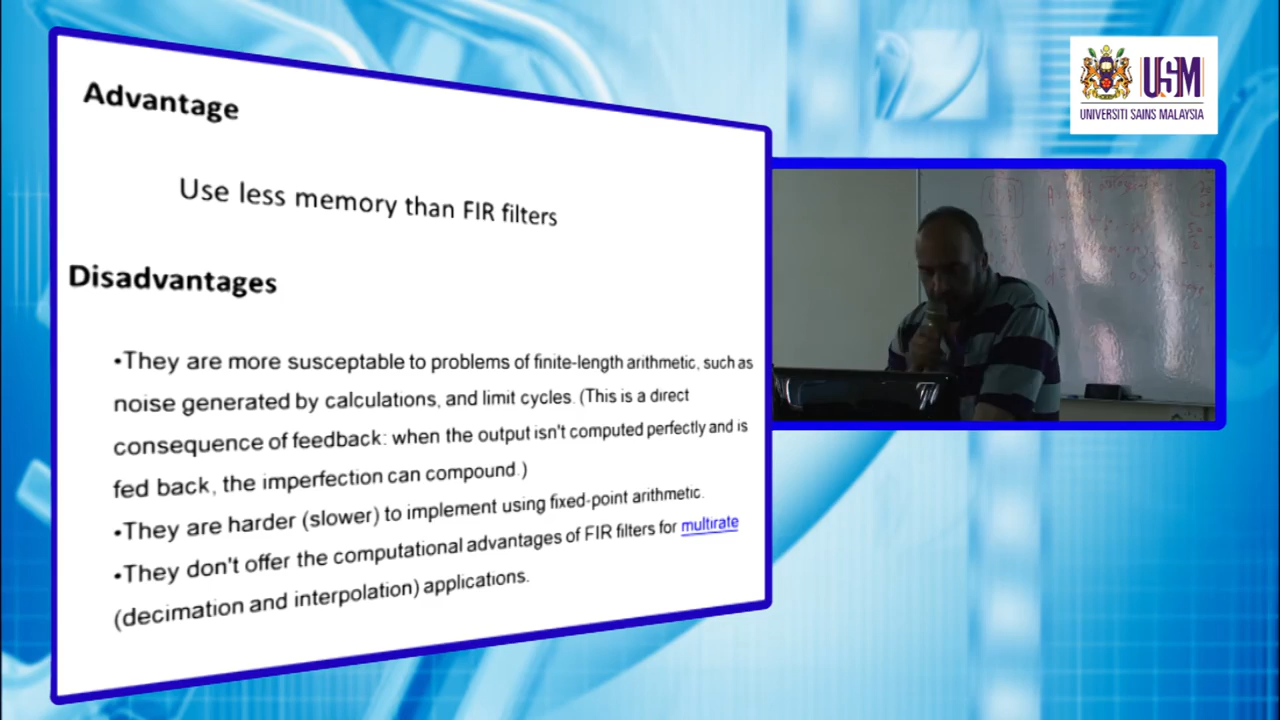 Advantage
Use less memory than FIR filters
Disadvantages
•They are more susceptable to problems of finite-length arithmetic, such as
noise generated by calculations, and limit cycles. (This is a direct
consequence of feedback: when the output isn't computed perfectly and is
fed back, the imperfection can compound.)
•They are harder (slower) to implement using fixed-point arithmetic.
•They don't offer the computational advantages of FIR filters for multirate
(decimation and interpolation) applications.
USM
UNIVERSITI SAINS MALAYSIA